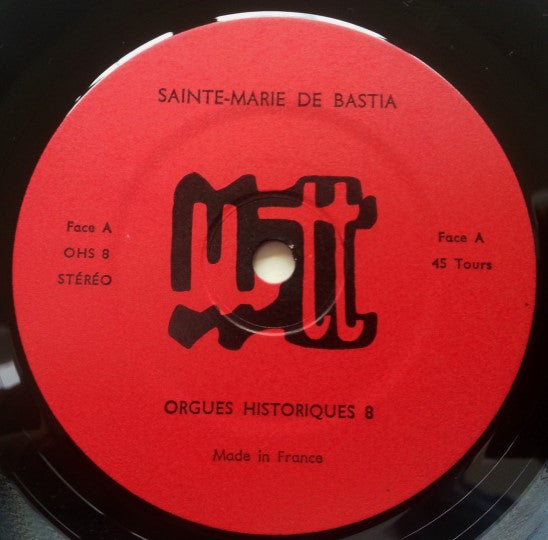 SAINTE-MARIE DE BASTIA
Face A
OHS 8
STÉRÉO
Face A
45 Tours
ORGUES HISTORIQUES 8
Made in France